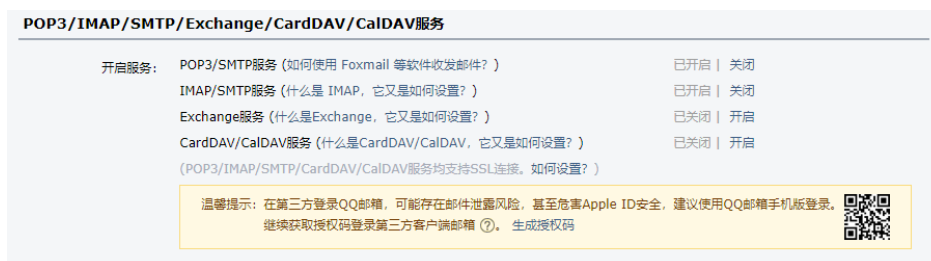 POP3/IMAP/SMTP/Exchange/CardDAV/CalDAV服务
开启服务： POP3/SMTP服务 (如何使用 Foxmail 等软件收发邮件？) 已开启 | 关闭
IMAP/SMTP服务 (什么是 IMAP，它又是如何设置？) 已开启 | 关闭
Exchange服务 (什么是Exchange，它又是如何设置？) 已关闭 | 开启
CardDAV/CalDAV服务 (什么是CardDAV/CalDAV，它又是如何设置？) 已关闭 | 开启
(POP3/IMAP/SMTP/CardDAV/CalDAV服务均支持SSL连接。如何设置？)
温馨提示：在第三方登录QQ邮箱，可能存在邮件泄露风险，甚至危害Apple ID安全，建议使用QQ邮箱手机版登录。
继续获取授权码登录第三方客户端邮箱 ?。 生成授权码